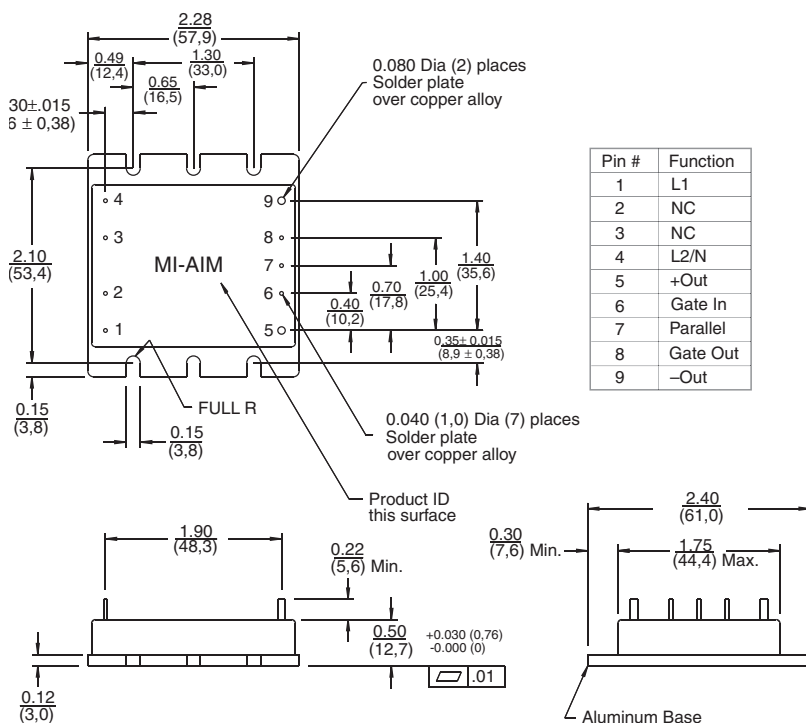 2.28
(57,9)
0.49
(12,4)
1.30
(33,0)
0.65
(16,5)
30±.015
6 ± 0,38)
0.080 Dia (2) places
Solder plate
over copper alloy
4
3
2
1
9
8
7
6
5
MI-AIM
2.10
(53,4)
0.40
(10,2)
0.70
(17,8)
1.00
(25,4)
1.40
(35,6)
0.35± 0.015
(8,9 ± 0,38)
0.15
(3,8)
0.15
(3,8)
FULL R
0.040 (1,0) Dia (7) places
Solder plate
over copper alloy
Product ID
this surface
Pin # Function
1 L1
2 NC
3 NC
4 L2/N
5 +Out
6 Gate In
7 Parallel
8 Gate Out
9 –Out
1.90
(48,3)
0.22
(5,6) Min.
0.50
(12,7)
+0.030 (0,76)
-0.000 (0)
.01
0.12
(3,0)
2.40
(61,0)
0.30
(7,6) Min.
1.75
(44,4) Max.
Aluminum Base